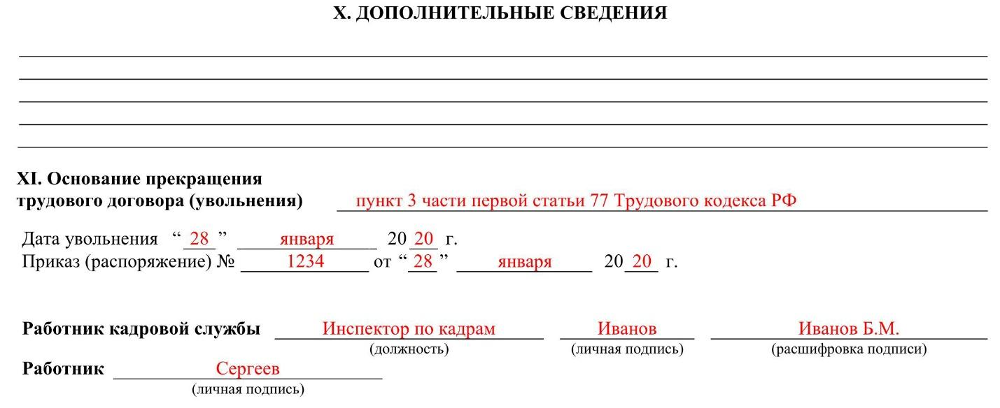 X. ДОПОЛНИТЕЛЬНЫЕ СВЕДЕНИЯ
XI. Основание прекращения
трудового договора (увольнения) пункт 3 части первой статьи 77 Трудового кодекса РФ
Дата увольнения “ 28 ” января 20 20 г.
Приказ (распоряжение) № 1234 от “ 28 ” января 20 20 г.
Работник кадровой службы Инспектор по кадрам Иванов Иванов Б.М.
(должность) (личная подпись) (расшифровка подписи)
Работник Сергеев
(личная подпись)